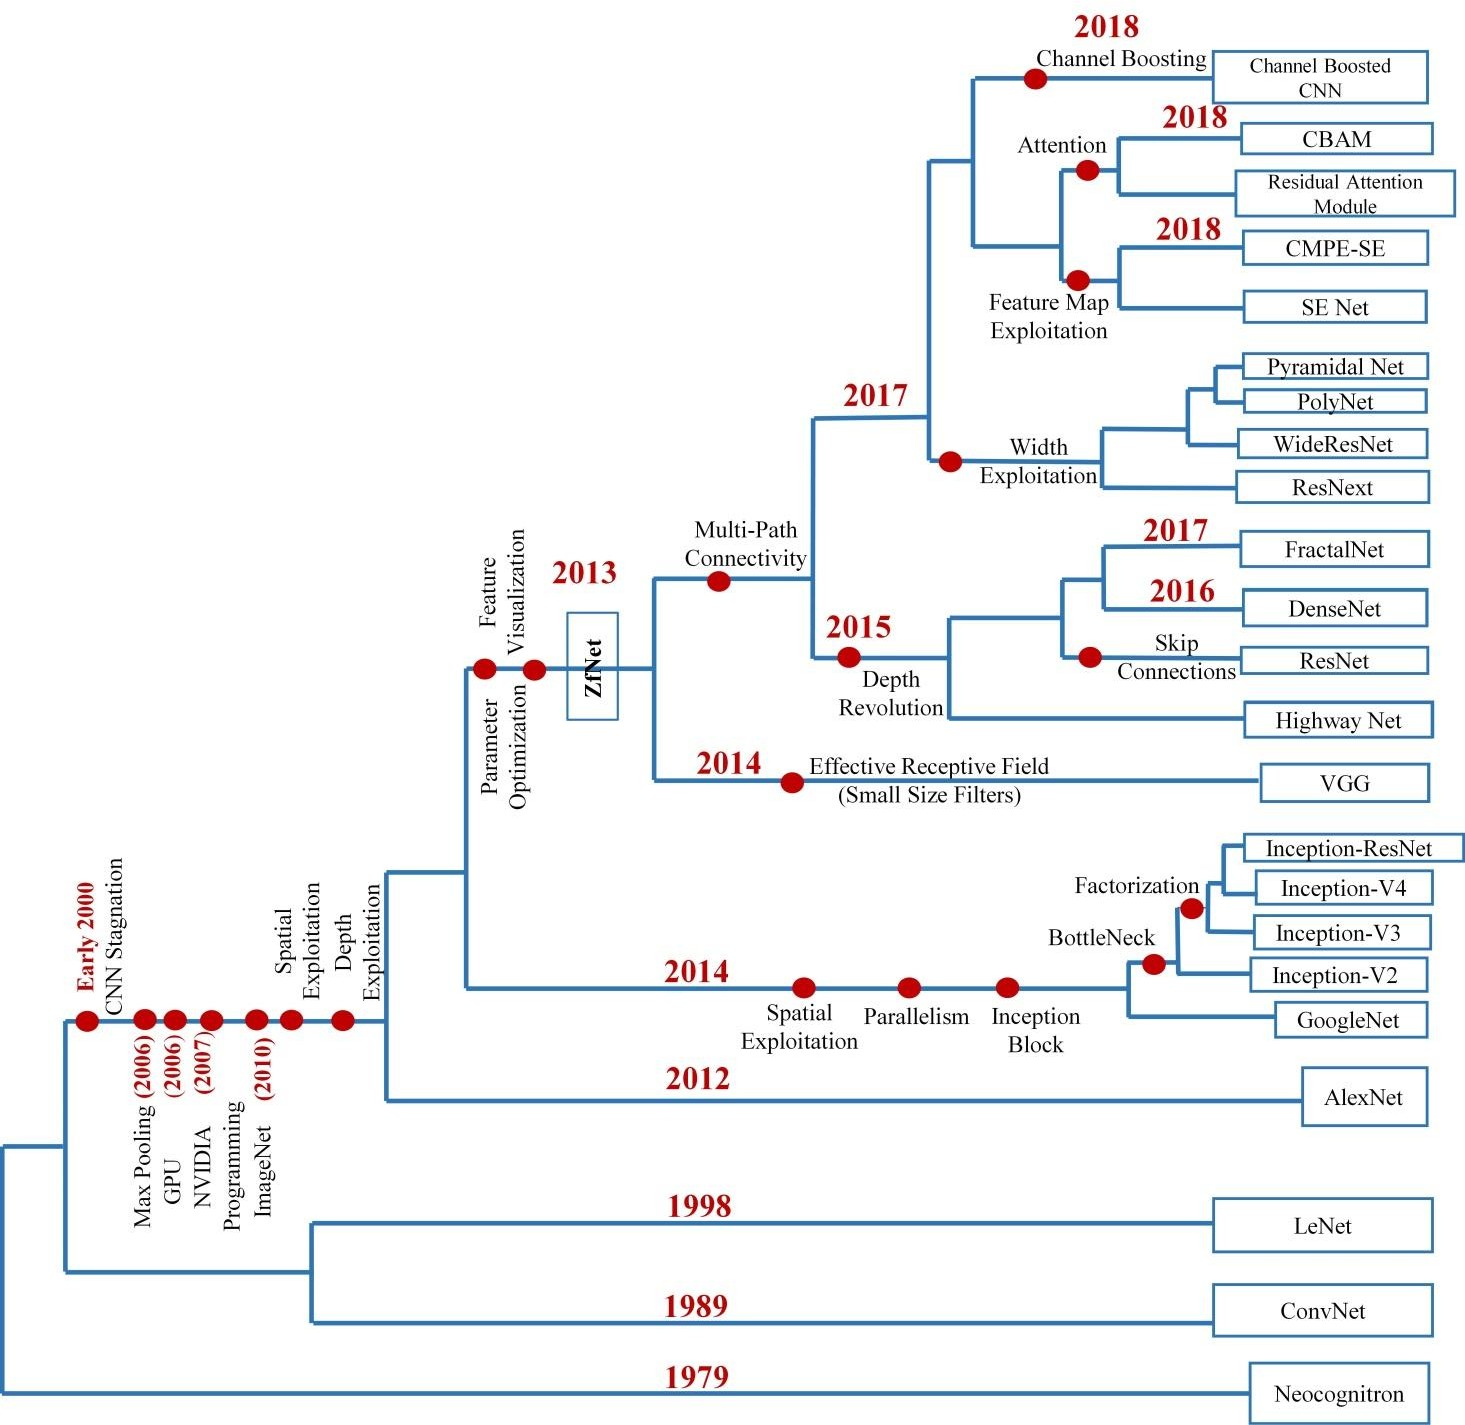 2018
Channel Boosting
Channel Boosted
CNN
2018
CBAM
Attention
Residual Attention
Module
2018
CMPE-SE
Feature Map
Exploitation
SE Net
Pyramidal Net
2017
PolyNet
Width
Exploitation
WideResNet
ResNext
Multi-Path
Connectivity
2017
FractalNet
2016
DenseNet
2015
Skip
Connections
ResNet
Depth
Revolution
Highway Net
Feature
Visualization
2013
ZfNet
Parameter
Optimization
2014
Effective Receptive Field
(Small Size Filters)
VGG
Inception-ResNet
Factorization
Inception-V4
BottleNeck
Inception-V3
Inception-V2
2014
Spatial
Exploitation
Parallelism
Inception
Block
GoogleNet
Early 2000
CNN Stagnation
Spatial
Exploitation
Depth
Exploitation
Max Pooling (2006)
GPU (2006)
NVIDIA (2007)
Programming
ImageNet (2010)
2012
AlexNet
1998
LeNet
1989
ConvNet
1979
Neocognitron